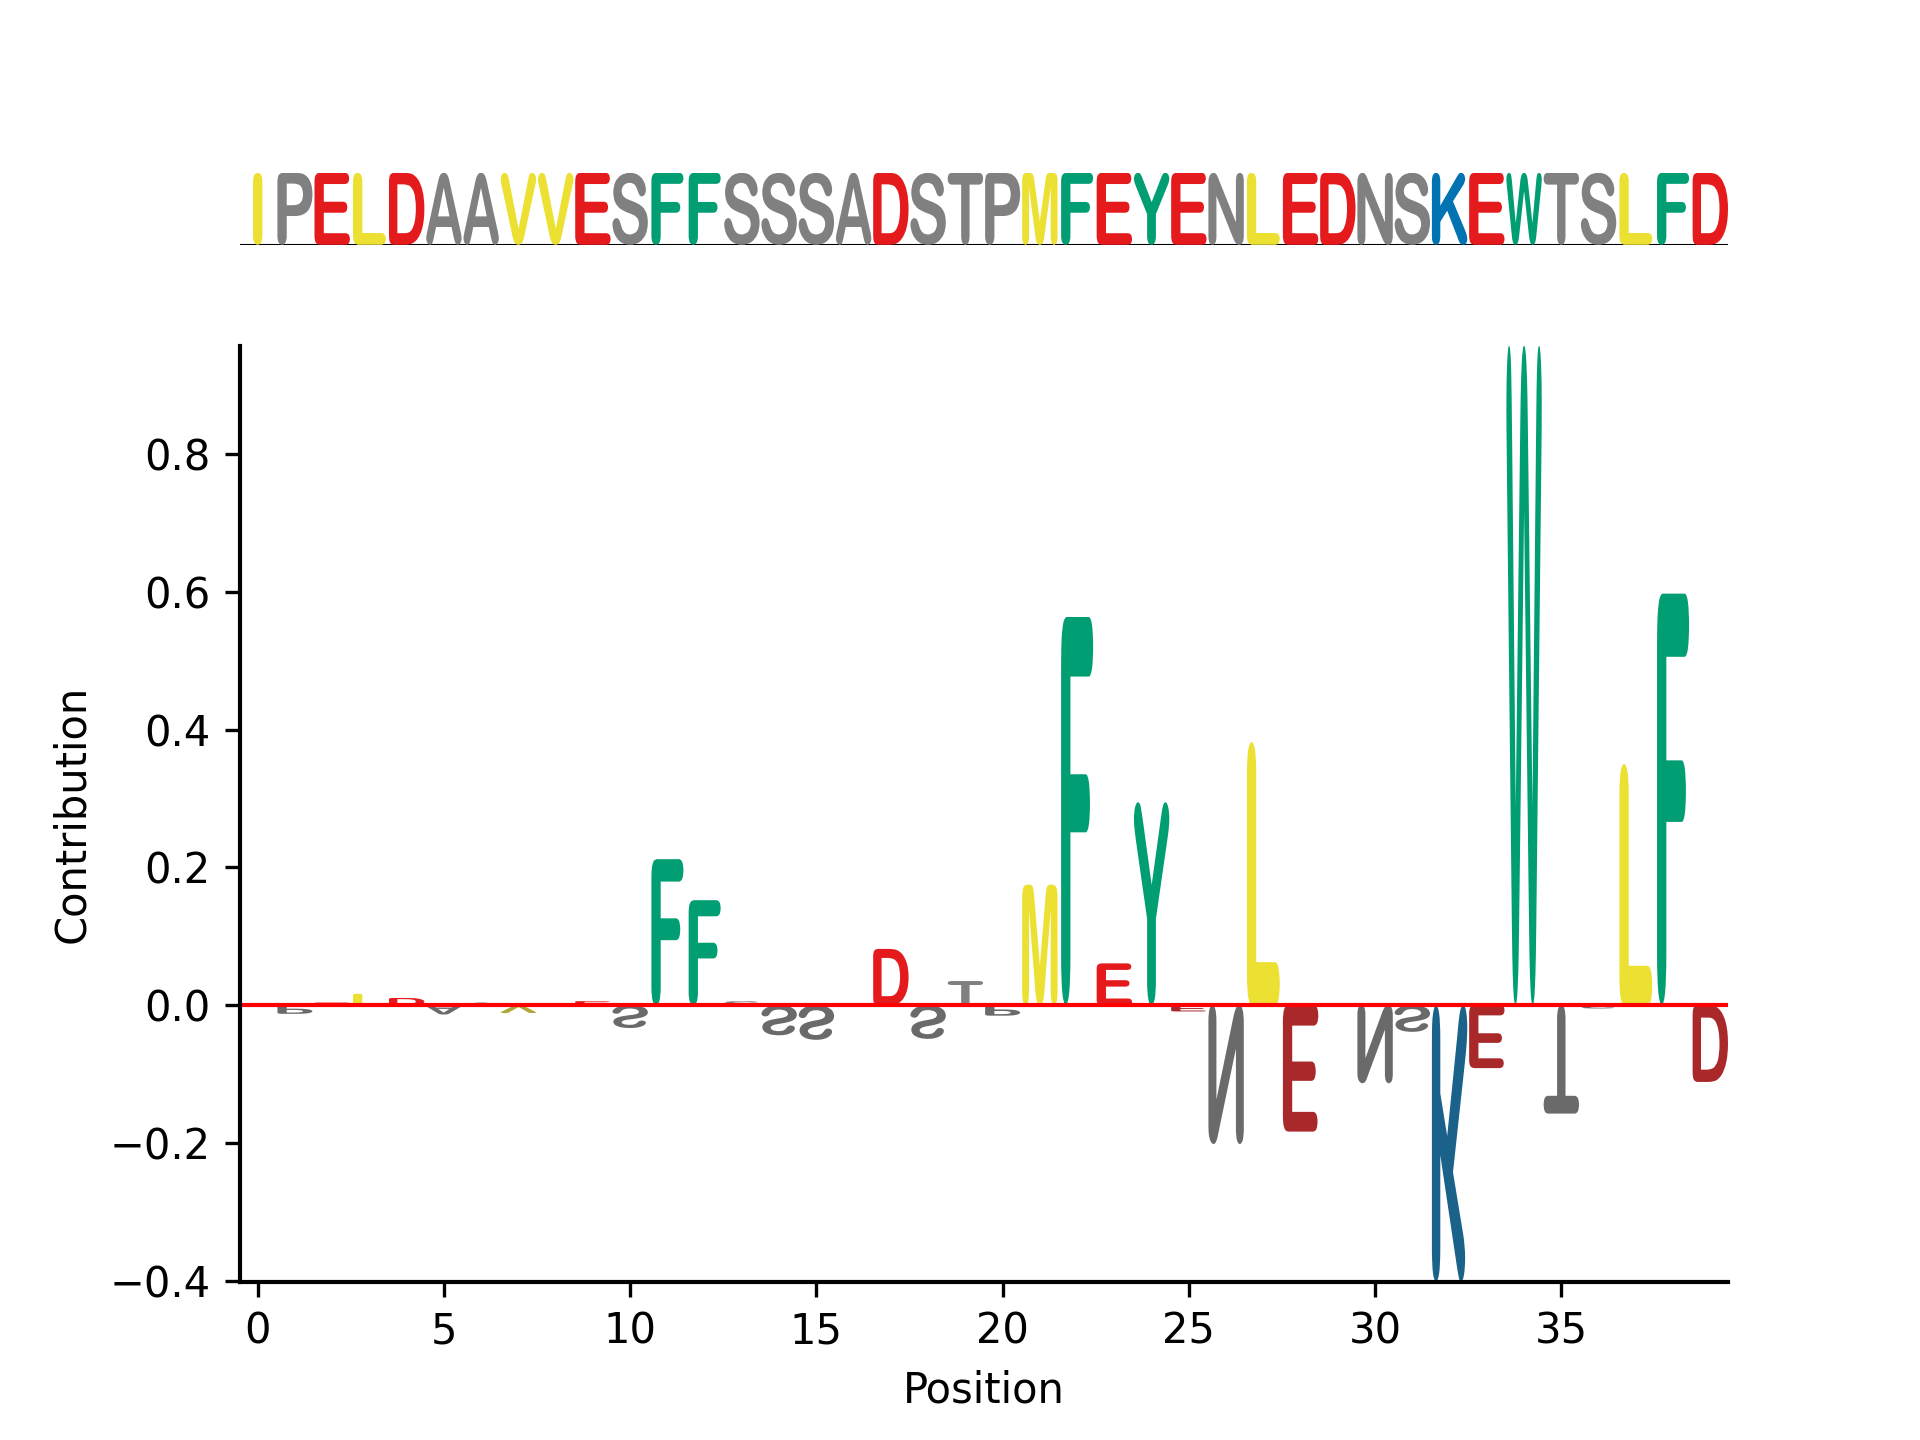 IPELDAAVVESFFSSSADSTPMFEYENLEDNSKEWTSLFD
0.8
0.6
0.4
0.2
0.0
−0.2
−0.4
Contribution
F F D T M F E Y L W L F
S S S S N E N S K E T D
0 5 10 15 20 25 30 35
Position